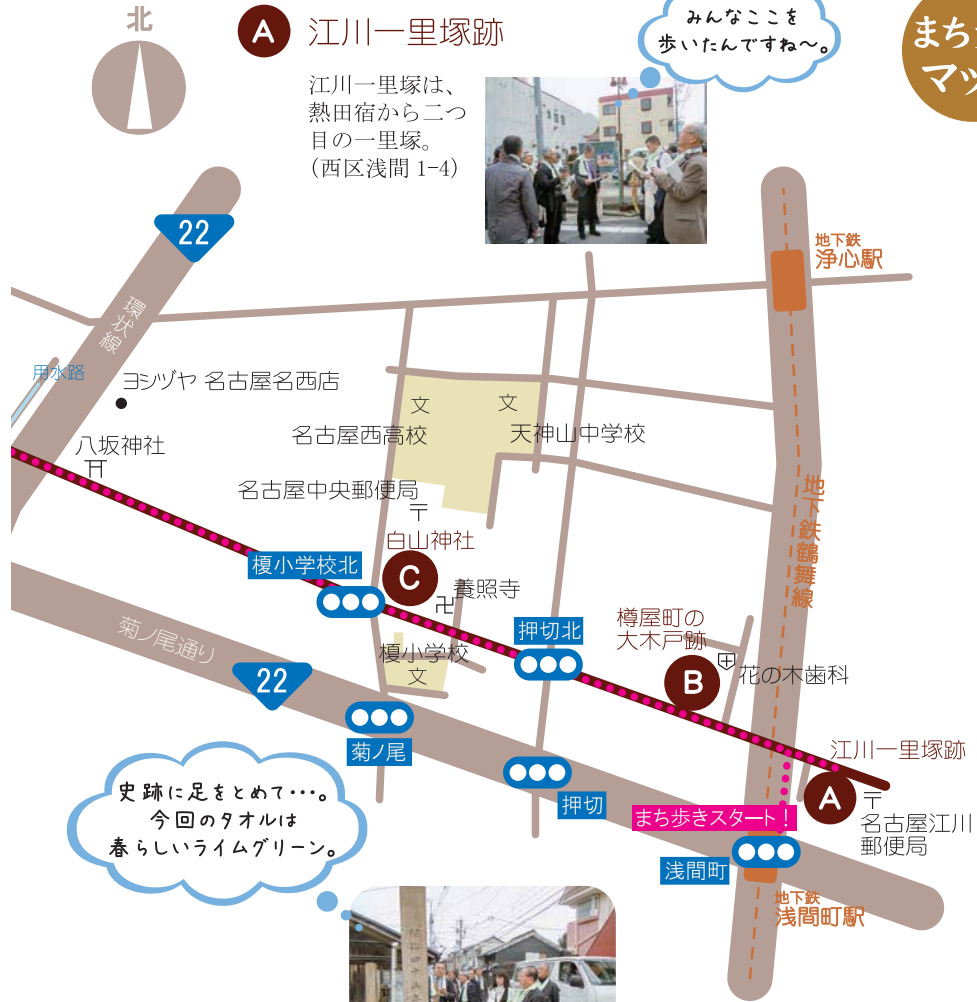 北
A 江川一里塚跡
江川一里塚は、
熱田宿から二つ
目の一里塚。
(西区浅間 1-4)
みんなここを
歩いたんですね〜。
まち
マッ
22
環状線
用水路
ヨシヅヤ 名古屋名西店
八坂神社
地下鉄
浄心駅
文
文
名古屋西高校
天神山中学校
名古屋中央郵便局
〒
白山神社
C
榎小学校北
養照寺
卍
地下鉄鶴舞線
菊ノ尾通り
22
榎小学校
文
押切北
樽屋町の
大木戸跡
B
花の木歯科
菊ノ尾
押切
江川一里塚跡
A
〒
名古屋江川
郵便局
まち歩きスタート!
浅間町
地下鉄
浅間町駅
史跡に足をとめて・・・。
今回のタオルは
春らしいライムグリーン。